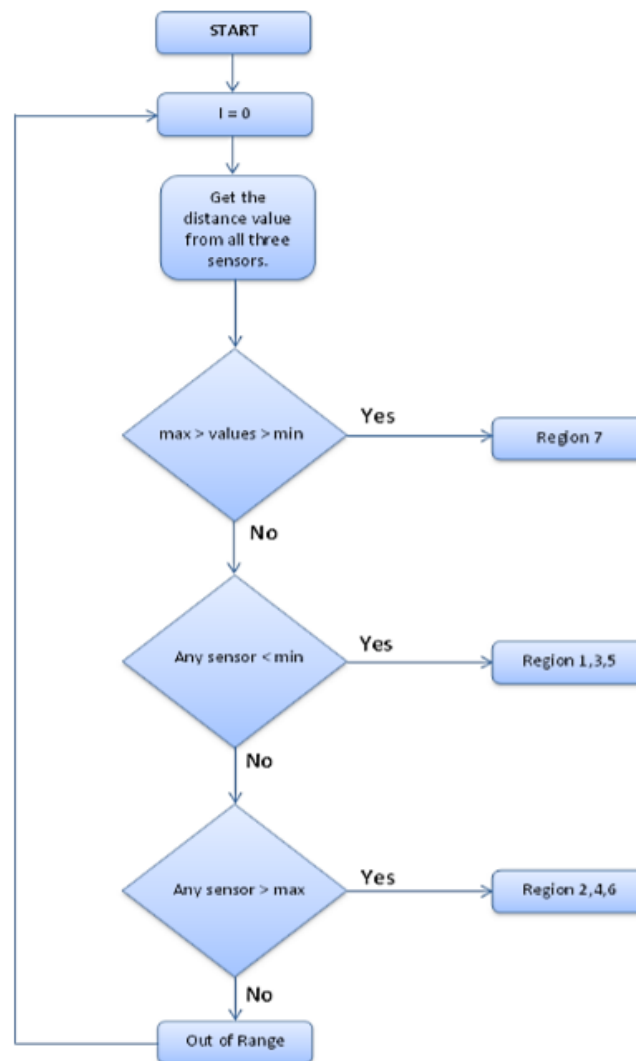 START
I = 0
Get the
distance value
from all three
sensors.
max > values > min
Yes
Region 7
No
Any sensor < min
Yes
Region 1,3,5
No
Any sensor > max
Yes
Region 2,4,6
No
Out of Range